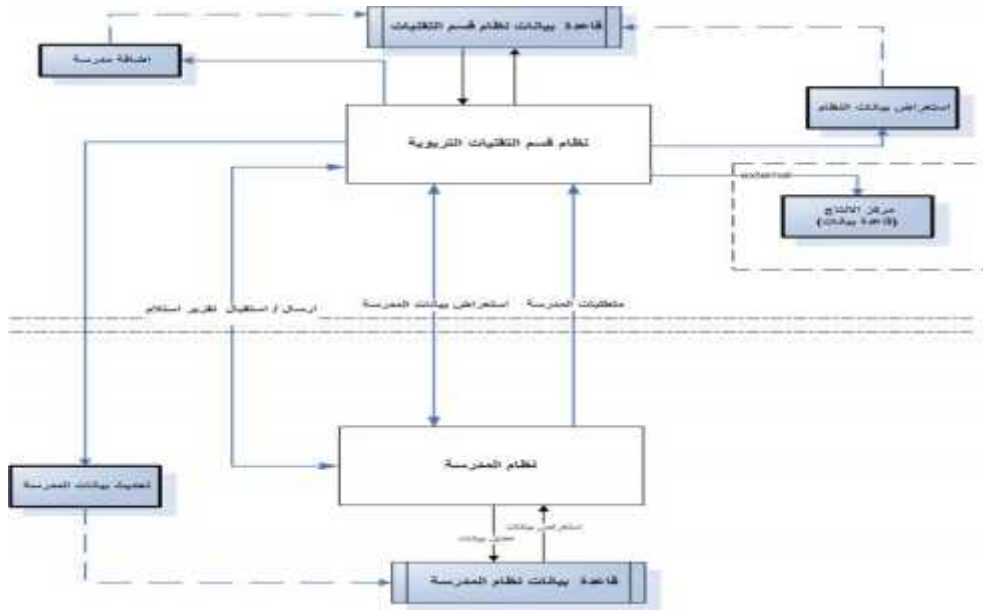 قاعدة بيانات نظام قسم التقنيات
اضافة مدرسة
استعراض بيانات النظام
نظام قسم التقنيات التربوية
external
مركز الانتاج
(قاعدة بيانات)
ارسال / استقبال تقرير استلام
استعراض بيانات المدرسة
متطلبات المدرسة
نظام المدرسة
تحديث بيانات المدرسة
استعراض بيانات
بيانات
قاعدة بيانات نظام المدرسة